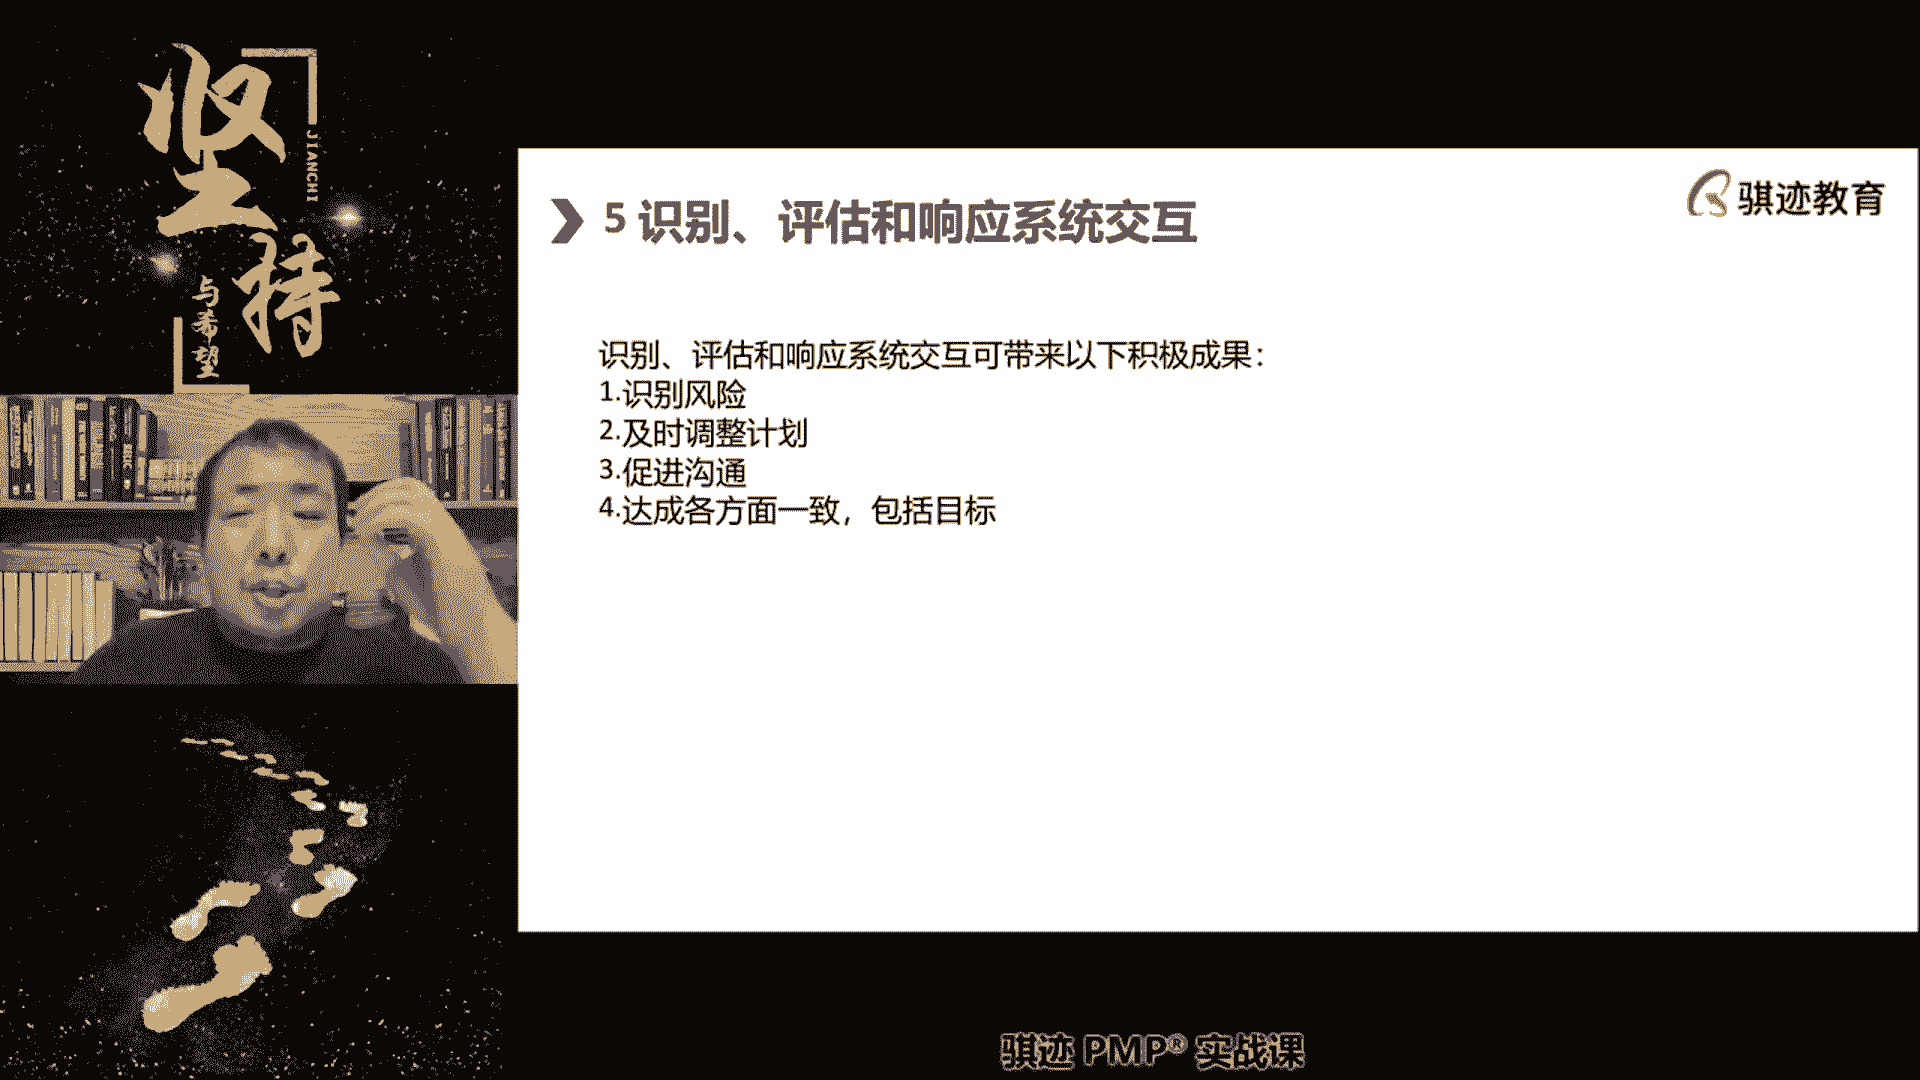 坚持
JIANCHI
与希望
骐迹教育
5 识别、评估和响应系统交互
识别、评估和响应系统交互可带来以下积极成果：
1.识别风险
2.及时调整计划
3.促进沟通
4.达成各方面一致，包括目标
骐迹 PMP® 实战课